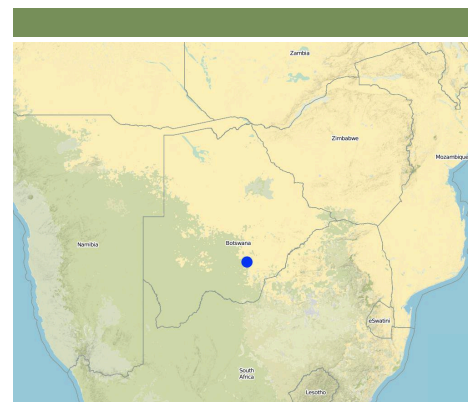 Zambia
Zimbabwe
Mozambique
Namibia
Botswana
eSwatini
South
Africa
Lesotho